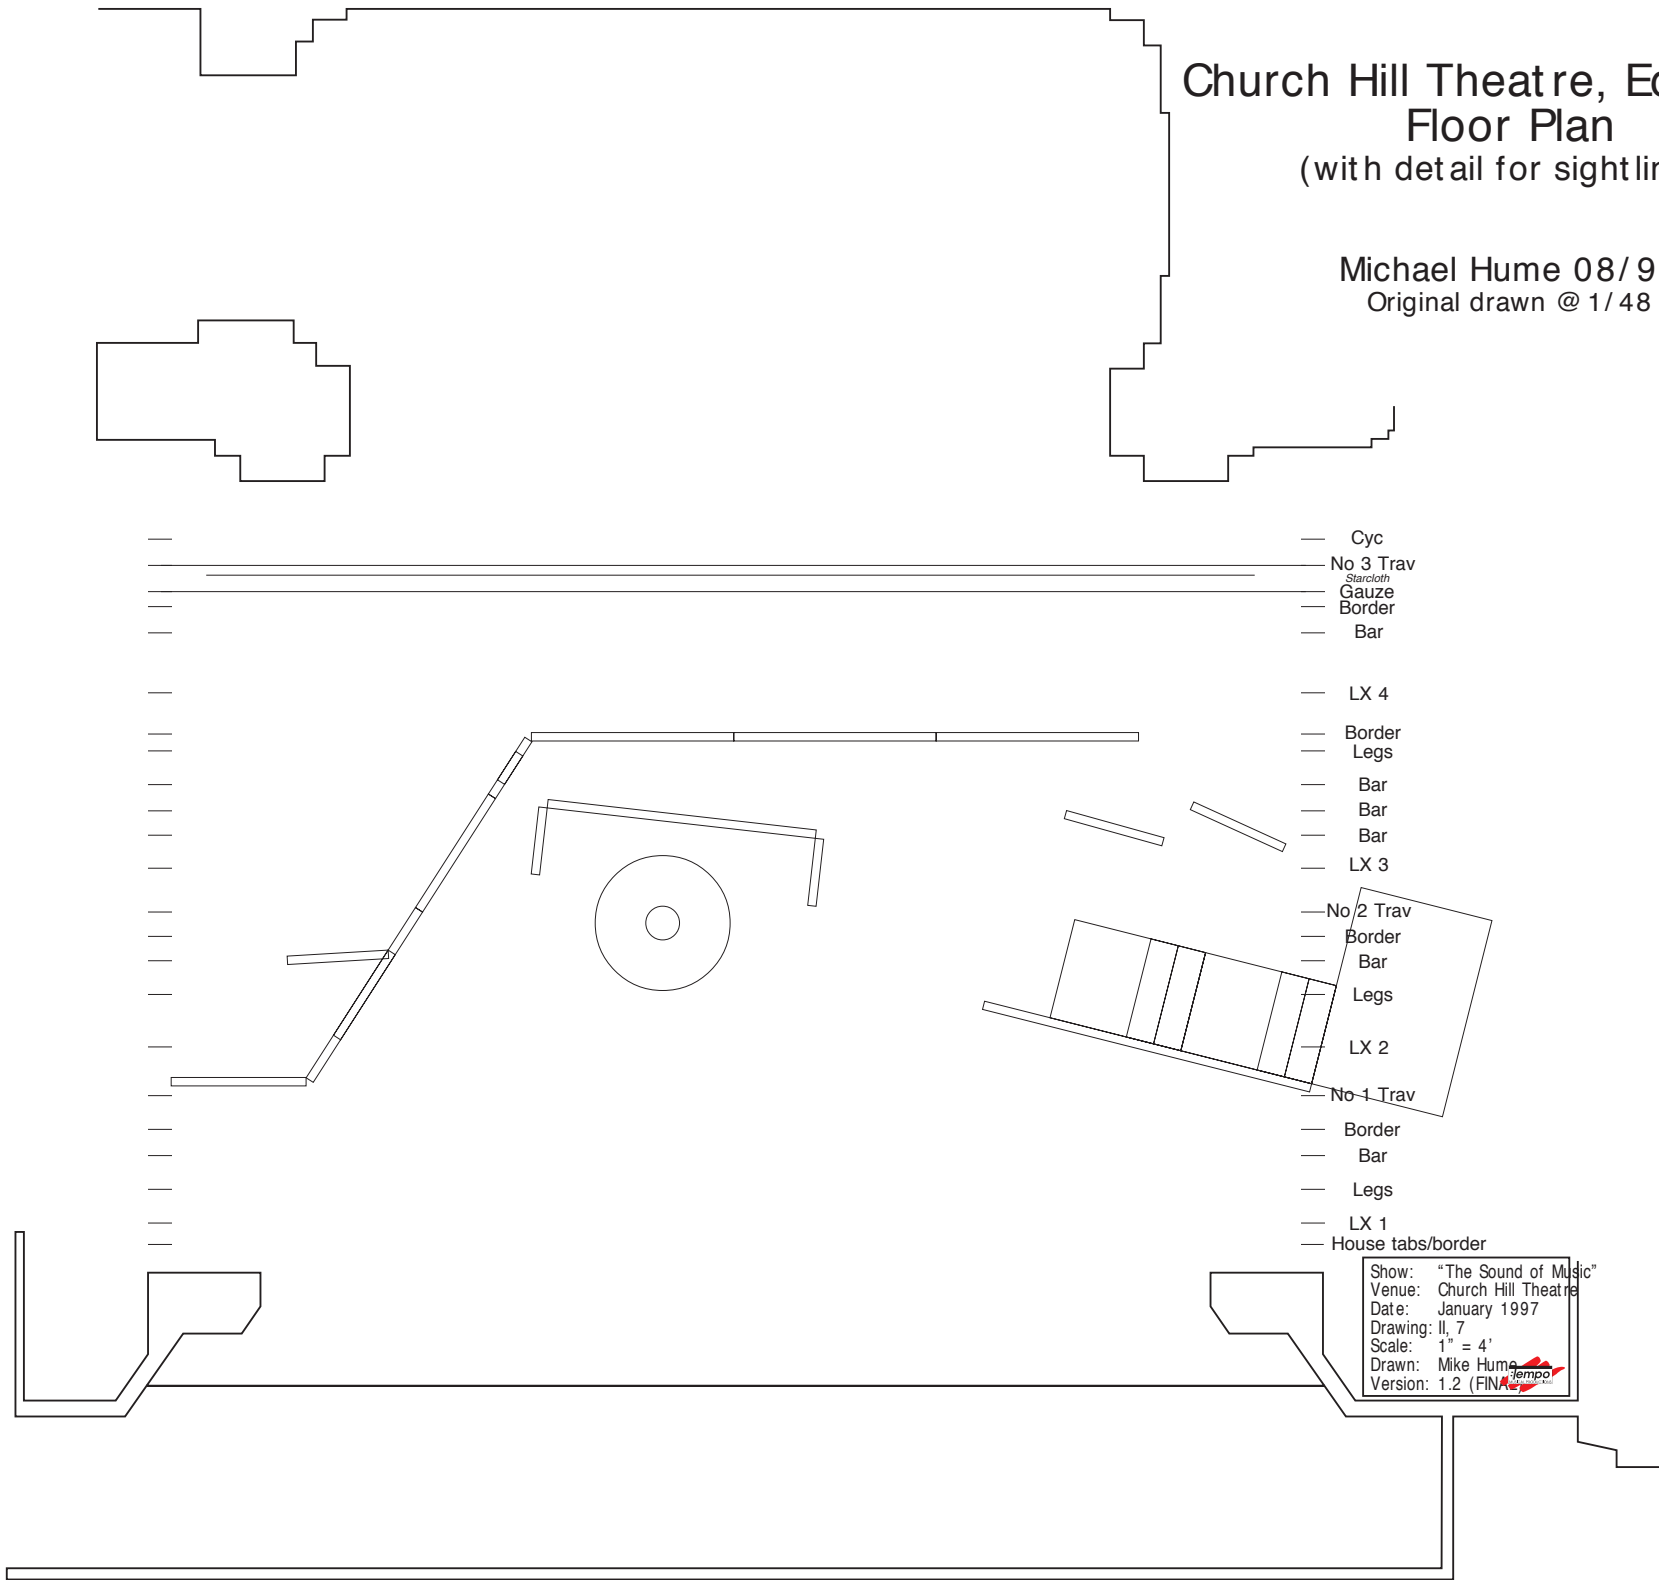 Church Hill Theatre, Ed
Floor Plan
(with detail for sightlin
Michael Hume 08/9
Original drawn @ 1/48
Cyc
No 3 Trav
Starcloth
Gauze
Border
Bar
LX 4
Border
Legs
Bar
Bar
Bar
LX 3
No 2 Trav
Border
Bar
Legs
LX 2
No 1 Trav
Border
Bar
Legs
LX 1
House tabs/border
Show: “The Sound of Music”
Venue: Church Hill Theatre
Date: January 1997
Drawing: II, 7
Scale: 1” = 4’
Drawn: Mike Hume
Version: 1.2 (FINAL)
tempo